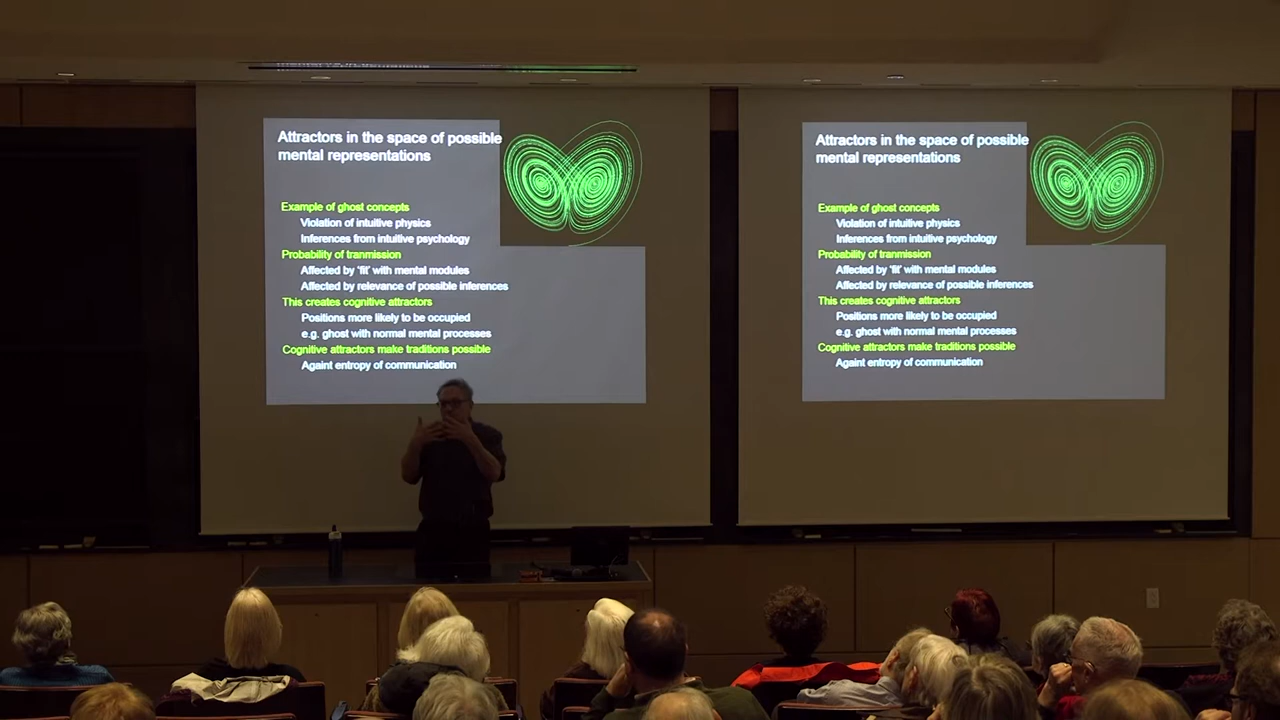 Attractors in the space of possible
mental representations
Example of ghost concepts
Violation of intuitive physics
Inferences from intuitive psychology
Probability of tranmission
Affected by 'fit' with mental modules
Affected by relevance of possible inferences
This creates cognitive attractors
Positions more likely to be occupied
e.g. ghost with normal mental processes
Cognitive attractors make traditions possible
Againt entropy of communication
Attractors in the space of possible
mental representations
Example of ghost concepts
Violation of intuitive physics
Inferences from intuitive psychology
Probability of tranmission
Affected by 'fit' with mental modules
Affected by relevance of possible inferences
This creates cognitive attractors
Positions more likely to be occupied
e.g. ghost with normal mental processes
Cognitive attractors make traditions possible
Againt entropy of communication